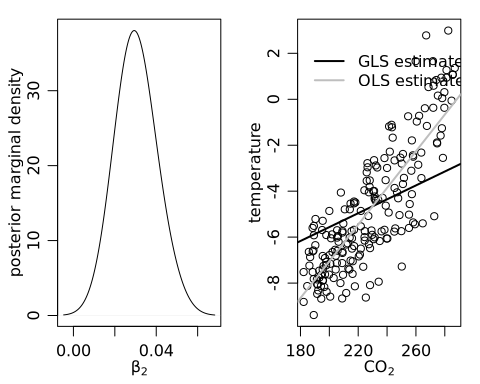 posterior marginal density
0 10 20 30
0.00 0.04
β2
temperature
-8 -6 -4 -2 0 2
GLS estimate
OLS estimate
180 220 260
CO2